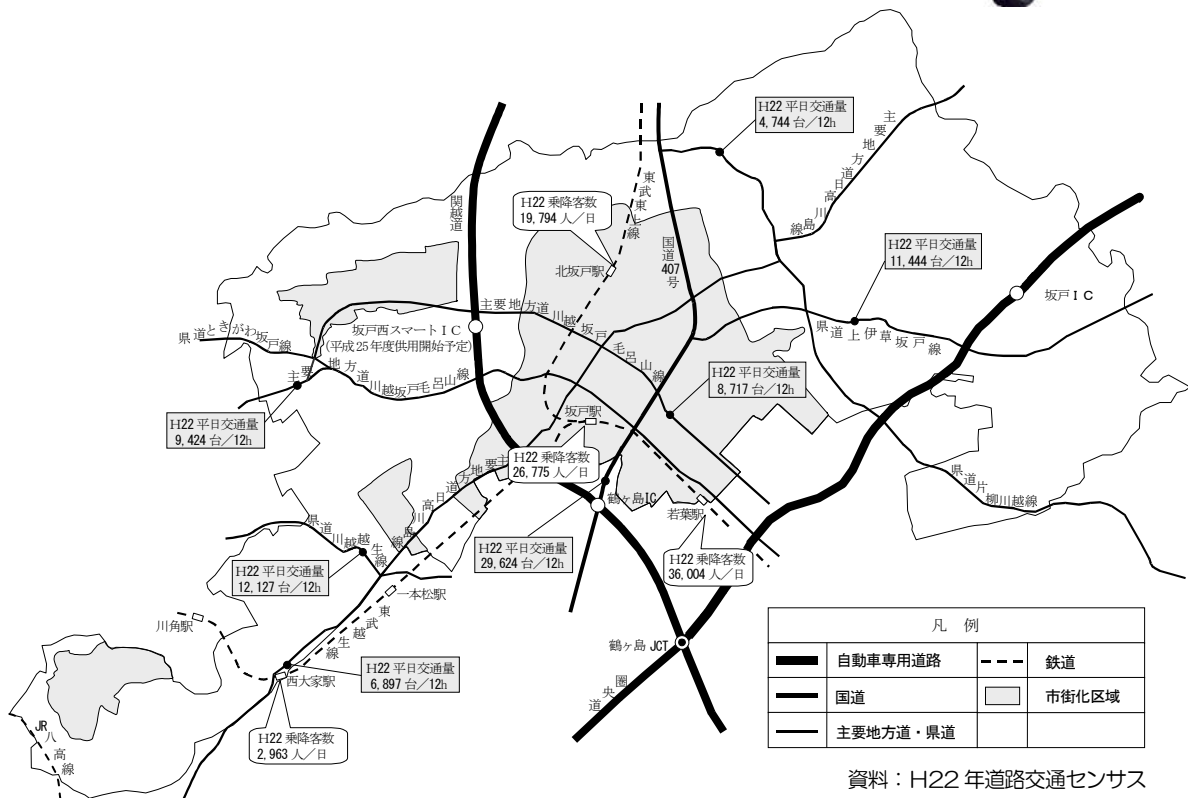 H22 平日交通量
4,744 台／12h
主要地方道日高川島線
東武東上線
関越道
H22 乗降客数
19,794 人／日
国道
407
号
H22 平日交通量
11,444 台／12h
北坂戸駅
坂戸ＩＣ
主要地方道川越坂戸毛呂山線
県道ときがわ坂戸線
坂戸西スマートＩＣ
（平成25年度供用開始予定）
県道上伊草坂戸線
主要地方道川越坂戸毛呂山線
H22 平日交通量
8,717 台／12h
坂戸駅
H22 平日交通量
9,424 台／12h
H22 乗降客数
26,775 人／日
主要地方道日高川島線
県道片柳川越線
鶴ヶ島IC
若葉駅
県道川越越生線
H22 平日交通量
29,624 台／12h
H22 乗降客数
36,004 人／日
H22 平日交通量
12,127 台／12h
一本松駅
東武越生線
川角駅
鶴ヶ島 JCT
西大家駅
H22 平日交通量
6,897 台／12h
圏央道
JR八高線
H22 乗降客数
2,963 人／日
凡 例
自動車専用道路
鉄道
国道
市街化区域
主要地方道・県道
資料：H22 年道路交通センサス